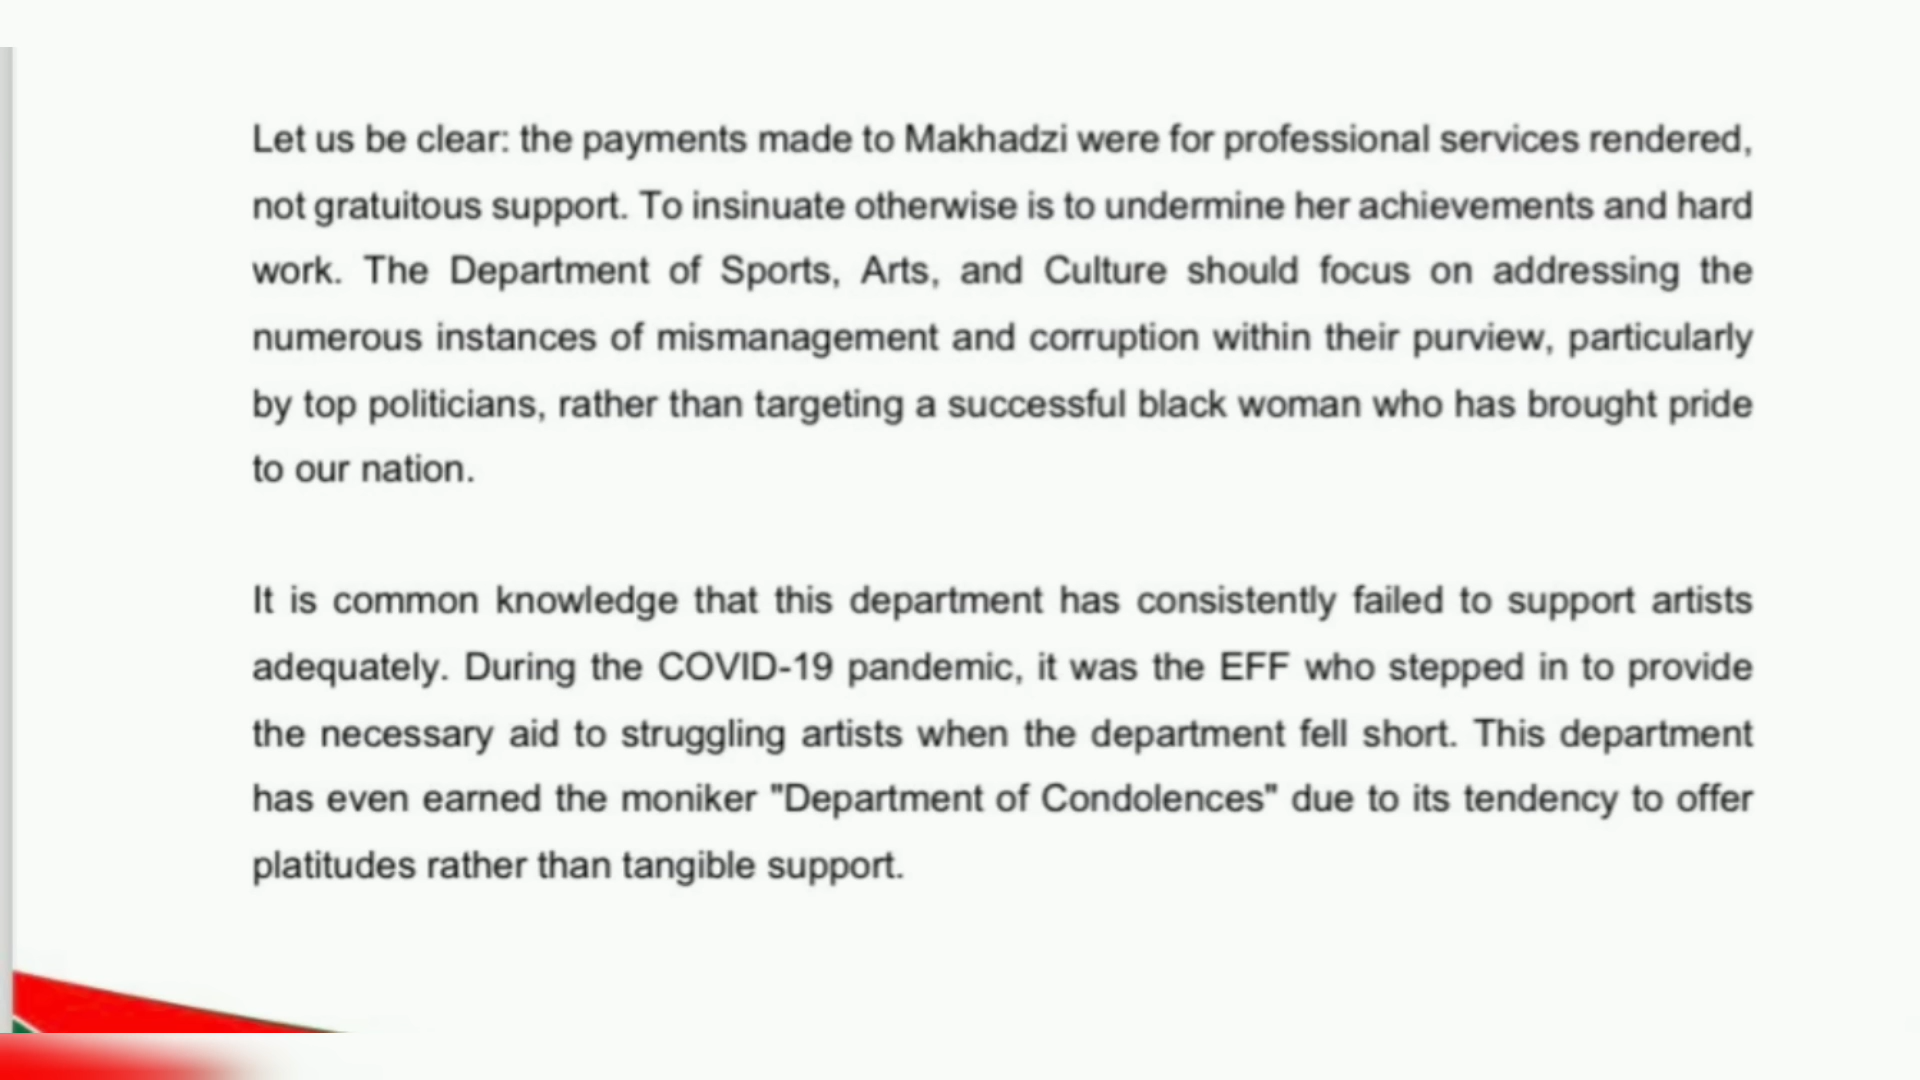 Let us be clear: the payments made to Makhadzi were for professional services rendered,
not gratuitous support. To insinuate otherwise is to undermine her achievements and hard
work. The Department of Sports, Arts, and Culture should focus on addressing the
numerous instances of mismanagement and corruption within their purview, particularly
by top politicians, rather than targeting a successful black woman who has brought pride
to our nation.
It is common knowledge that this department has consistently failed to support artists
adequately. During the COVID-19 pandemic, it was the EFF who stepped in to provide
the necessary aid to struggling artists when the department fell short. This department
has even earned the moniker "Department of Condolences" due to its tendency to offer
platitudes rather than tangible support.